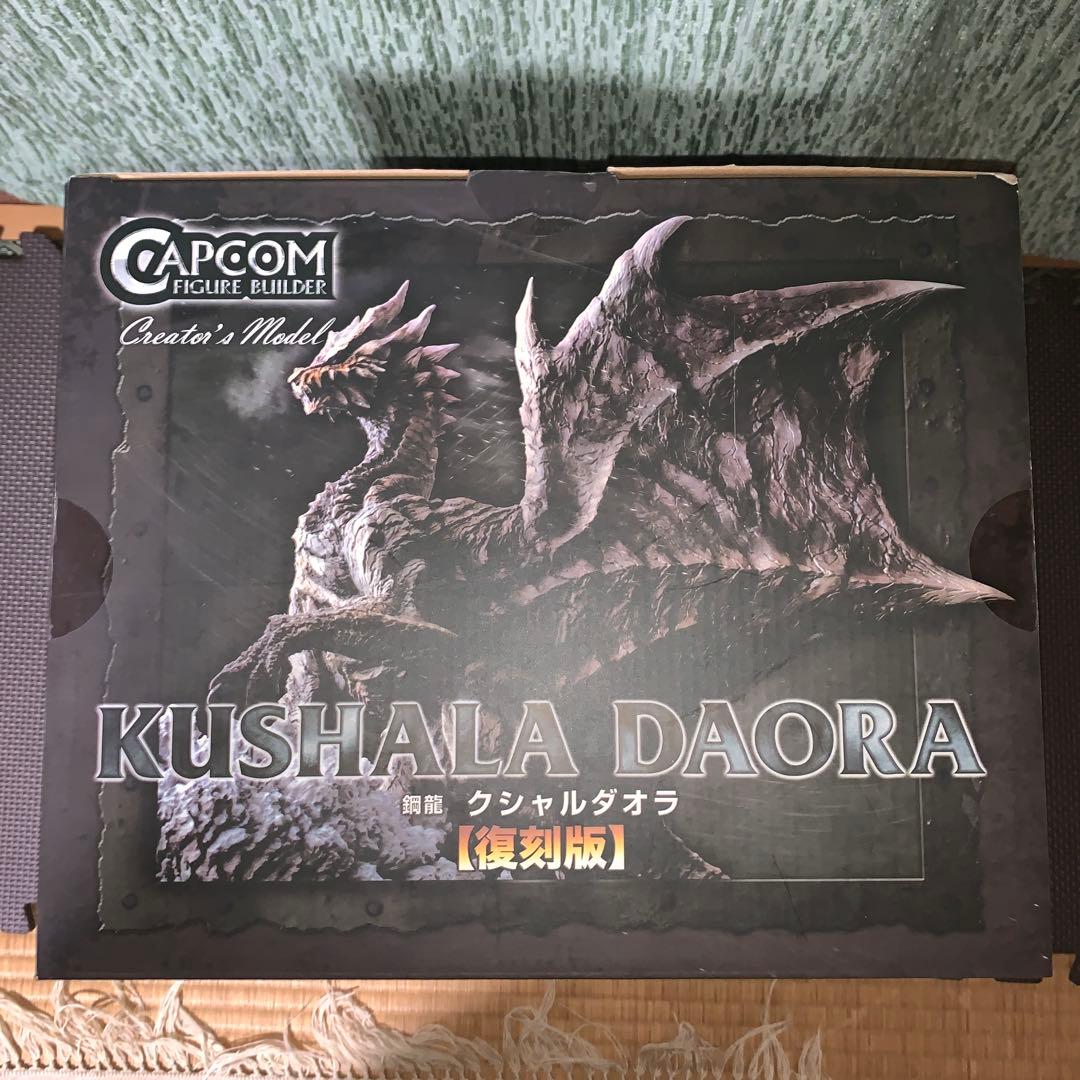 CAPCOM
FIGURE BUILDER
Creator's Model
KUSHALA DAORA
鋼龍 クシャルダオラ
【復刻版】